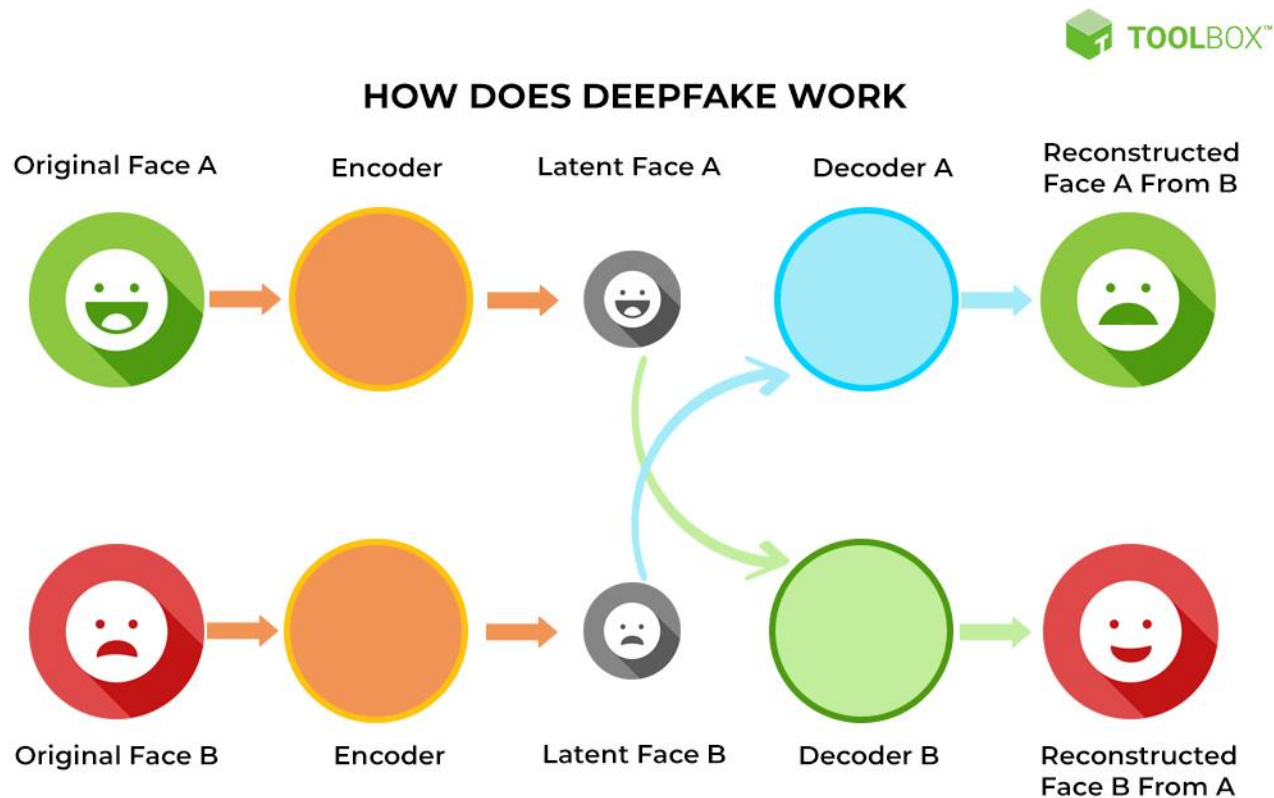 TOOLBOX™
HOW DOES DEEPFAKE WORK
Original Face A
Encoder
Latent Face A
Decoder A
Reconstructed
Face A From B
Original Face B
Encoder
Latent Face B
Decoder B
Reconstructed
Face B From A